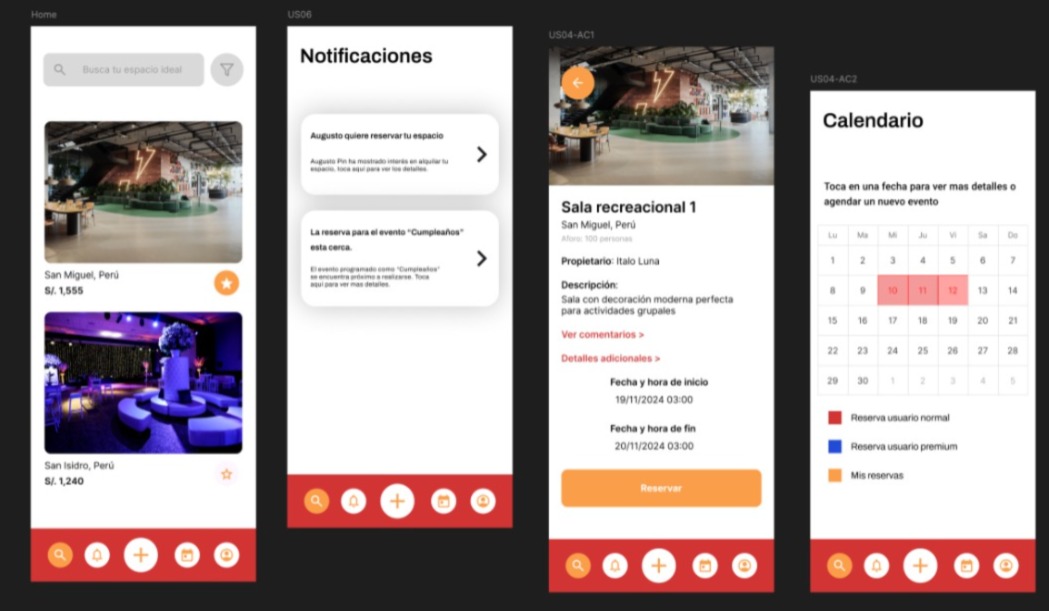 Home
Busca tu espacio ideal
San Miguel, Perú
S/. 1,555
San Isidro, Perú
S/. 1,240
US06
Notificaciones
Augusto quiere reservar tu espacio
Augusto Pin ha mostrado interés en alquilar tu
espacio, toca aquí para ver los detalles.
La reserva para el evento "Cumpleaños"
esta cerca.
El evento programado como "Cumpleaños"
se encuentra próximo a realizarse. Toca
aquí para ver mas detalles.
US04-AC1
Sala recreacional 1
San Miguel, Perú
Aforo: 100 personas
Propietario: Italo Luna
Descripción:
Sala con decoración moderna perfecta
para actividades grupales
Ver comentarios >
Detalles adicionales >
Fecha y hora de inicio
19/11/2024 03:00
Fecha y hora de fin
20/11/2024 03:00
Reservar
US04-AC2
Calendario
Toca en una fecha para ver mas detalles o
agendar un nuevo evento
Lu Ma Mi Ju Vi Sa Do
1 2 3 4 5 6 7
8 9 10 11 12 13 14
15 16 17 18 19 20 21
22 23 24 25 26 27 28
29 30 1 2 3 4 5
Reserva usuario normal
Reserva usuario premium
Mis reservas